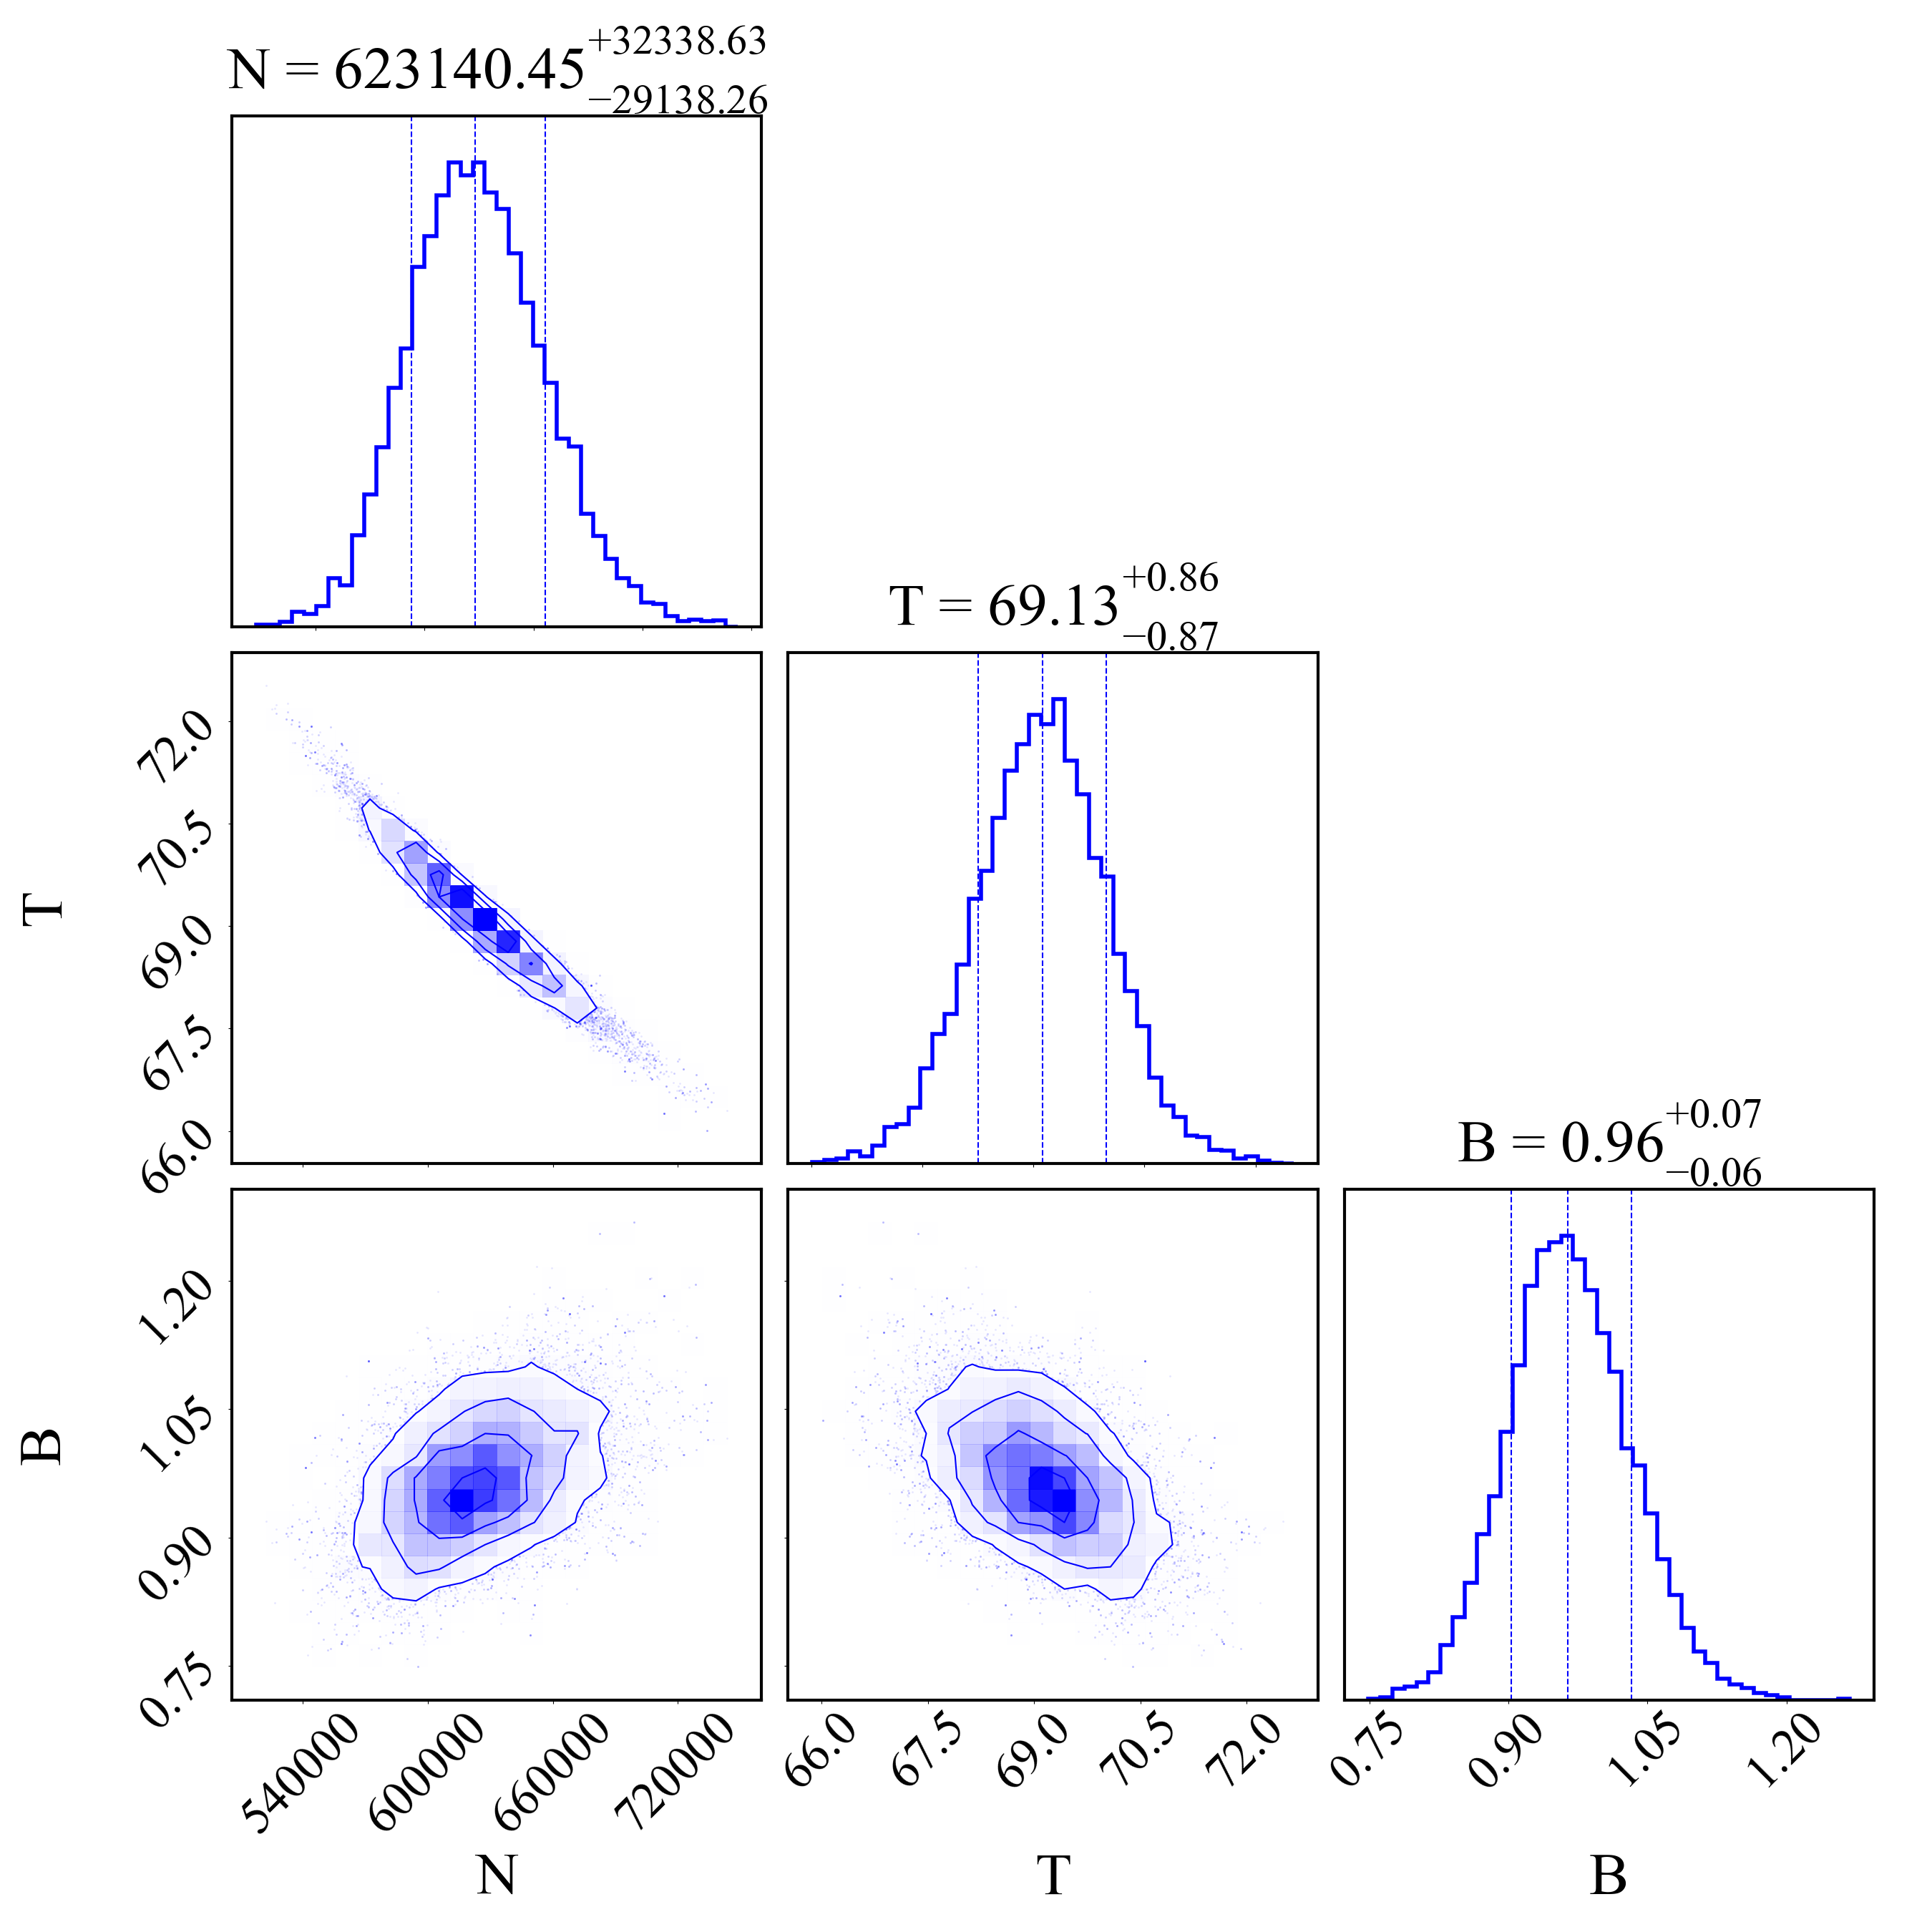 N = 623140.45 +32338.63 −29138.26
T = 69.13 +0.86 −0.87
72.0
70.5
69.0
67.5
66.0
T
B = 0.96 +0.07 −0.06
1.20
1.05
0.90
0.75
B
540000 600000 660000 720000
66.0 67.5 69.0 70.5 72.0
0.75 0.90 1.05 1.20
N
T
B